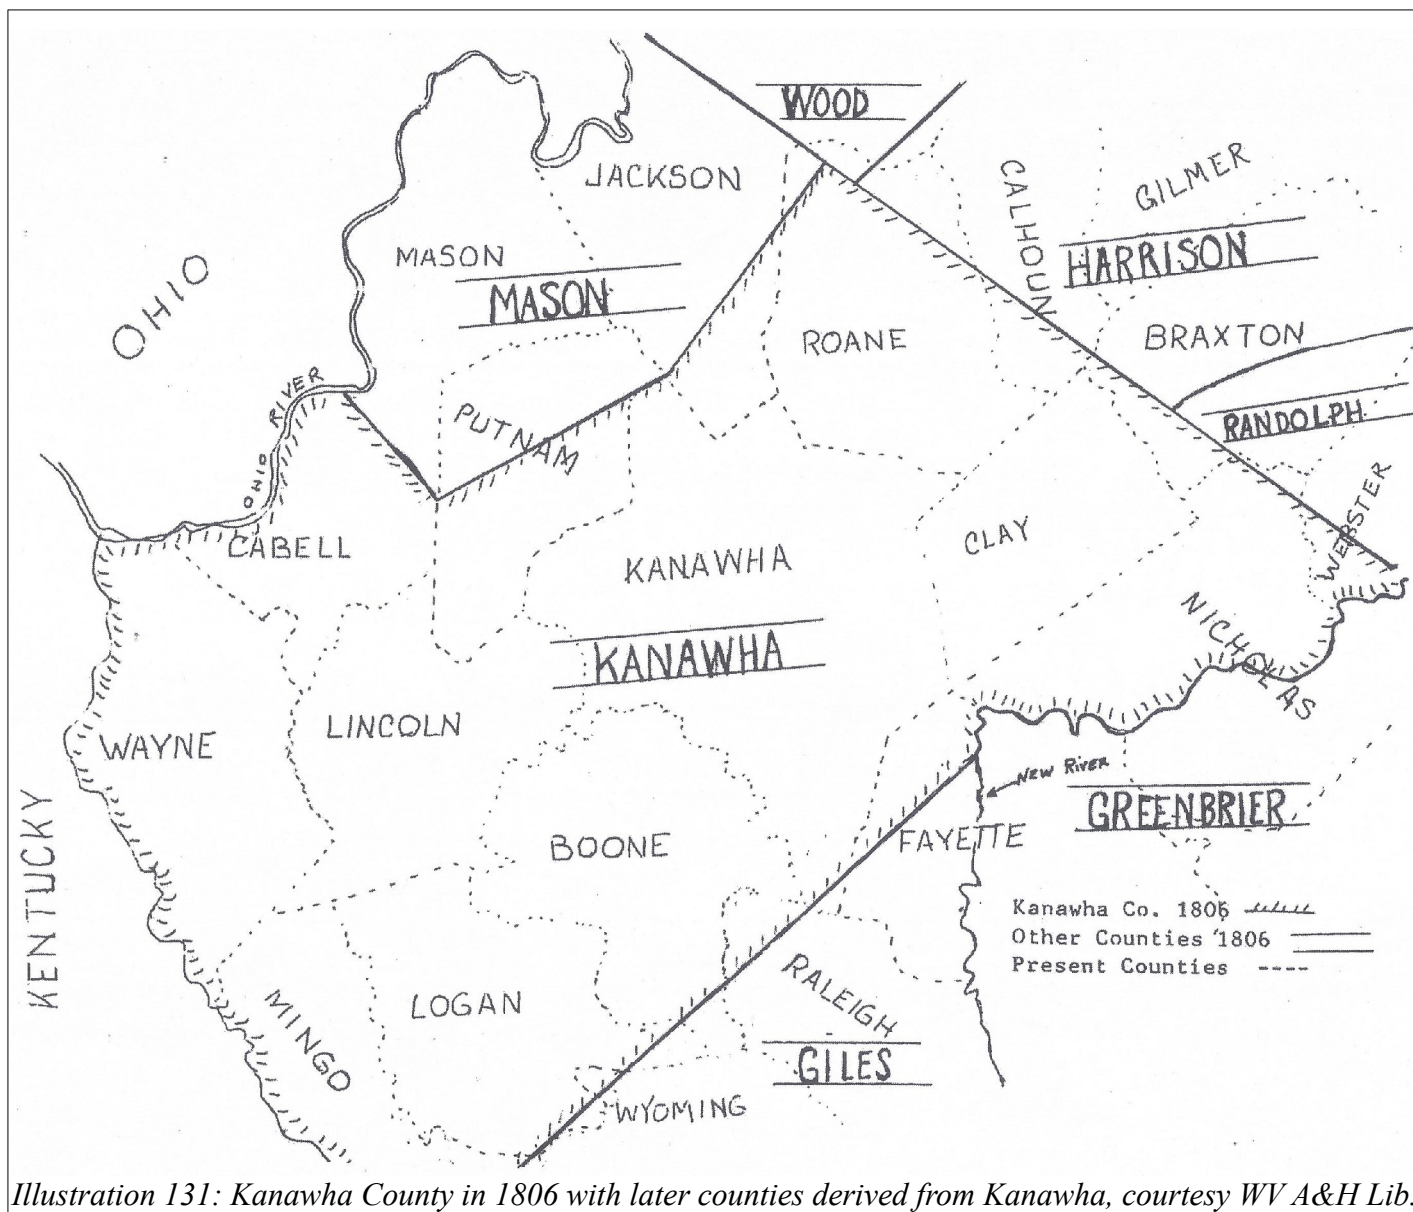 WOOD
JACKSON
CALHOUN
GILMER
MASON
HARRISON
MASON
OHIO
ROANE
BRAXTON
OHIO RIVER
PUTNAM
RANDOLPH
WEBSTER
CABELL
KANAWHA
CLAY
NICHOLAS
KANAWHA
WAYNE
LINCOLN
NEW RIVER
GREENBRIER
KENTUCKY
BOONE
FAYETTE
Kanawha Co. 1806
Other Counties '1806
Present Counties
RALEIGH
MINGO
LOGAN
GILES
WYOMING
Illustration 131: Kanawha County in 1806 with later counties derived from Kanawha, courtesy WV A&H Lib.